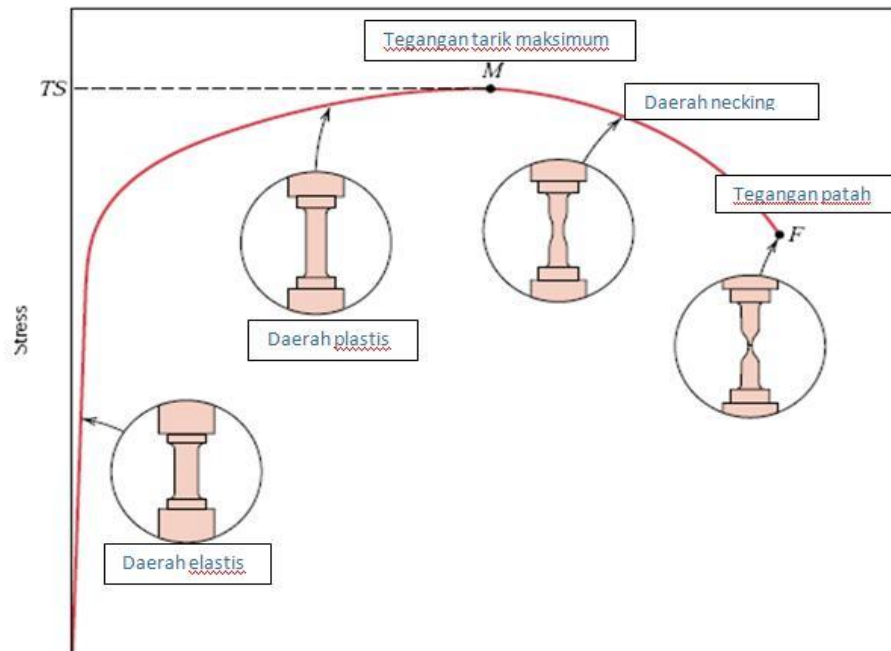 Tegangan tarik maksimum
M
TS
Daerah necking
Tegangan patah
F
Daerah plastis
Stress
Daerah elastis